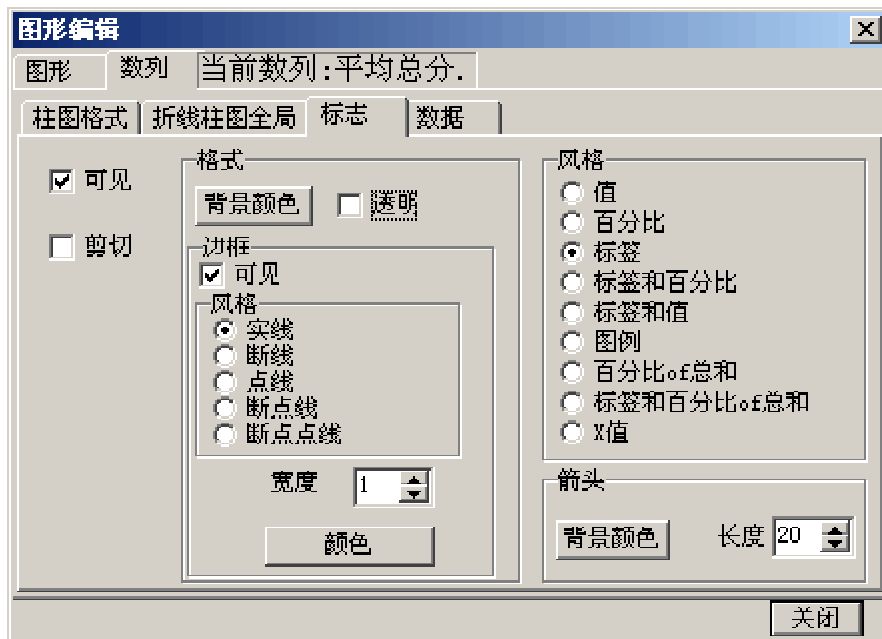 图形编辑
图形 数列 当前数列:平均总分.
柱图格式 折线柱图全局 标志 数据
可见
剪切
格式
背景颜色 透明
边框
可见
风格
实线
断线
点线
断点线
断点点线
宽度 1
颜色
风格
值
百分比
标签
标签和百分比
标签和值
图例
百分比of总和
标签和百分比of总和
X值
箭头
背景颜色 长度 20
关闭